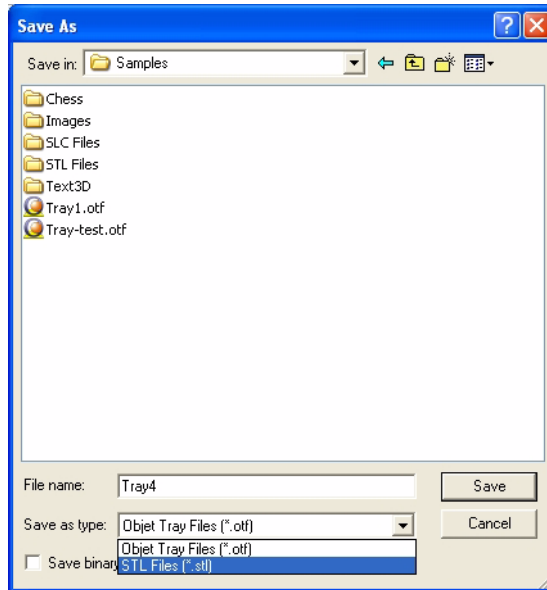 Save As
Save in: Samples
Chess
Images
SLC Files
STL Files
Text3D
Tray1.otf
Tray-test.otf
File name: Tray4 Save
Save as type: Objet Tray Files (*.otf) Cancel
Objet Tray Files (*.otf)
Save binary STL Files (*.stl)